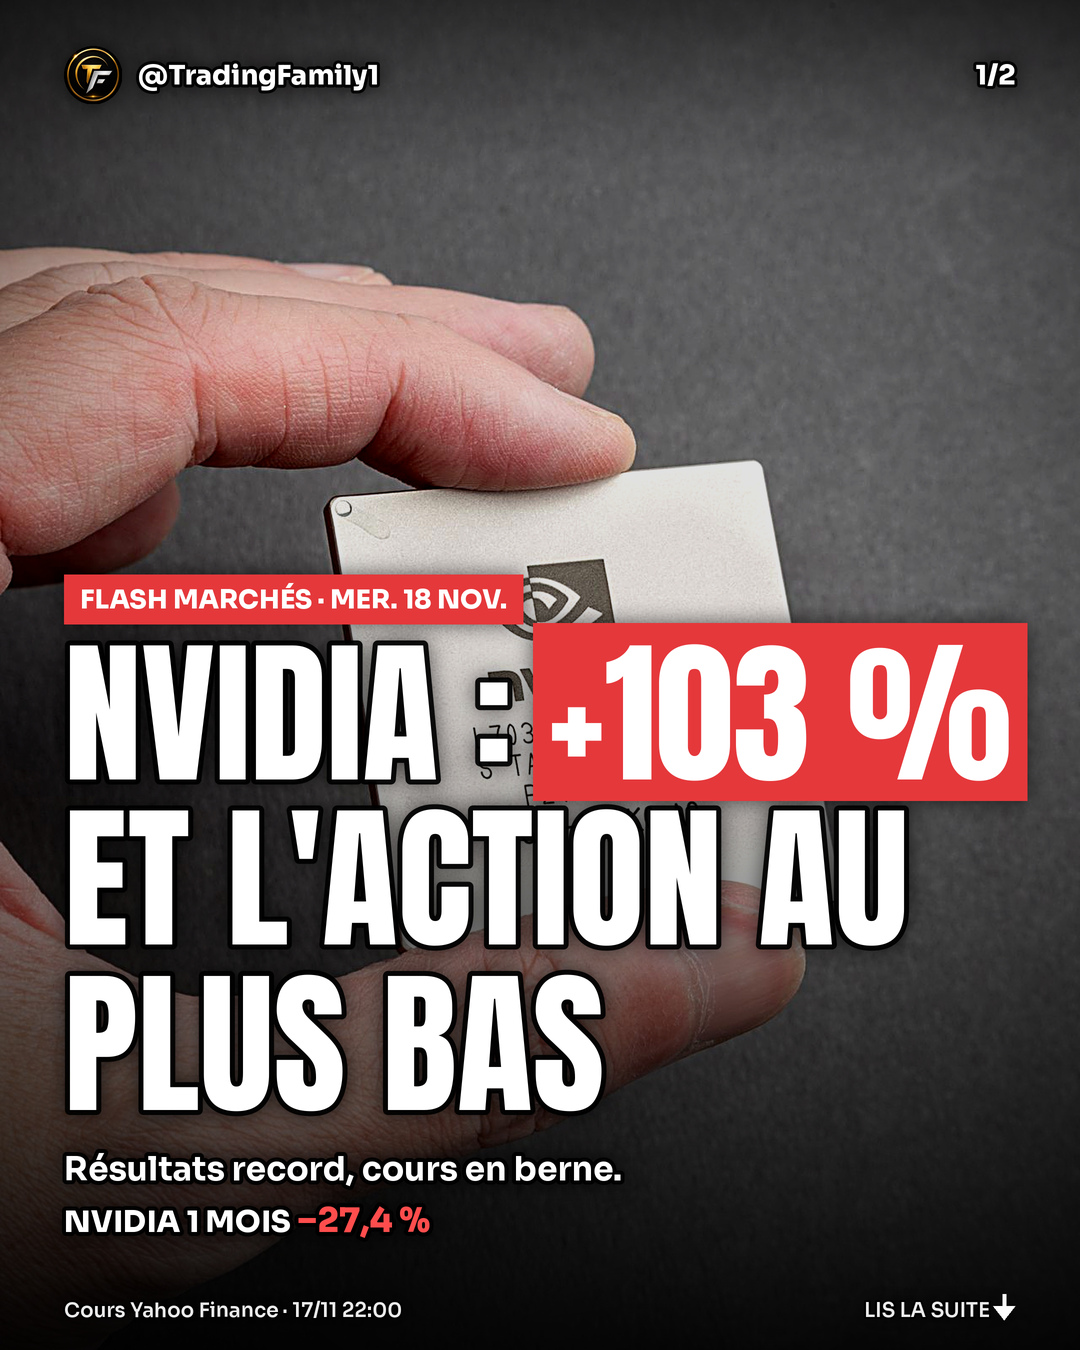 TF @TradingFamily1
1/2
FLASH MARCHÉS · MER. 18 NOV.
NVIDIA : +103 %
ET L'ACTION AU
PLUS BAS
Résultats record, cours en berne.
NVIDIA 1 MOIS −27,4 %
Cours Yahoo Finance · 17/11 22:00
LIS LA SUITE